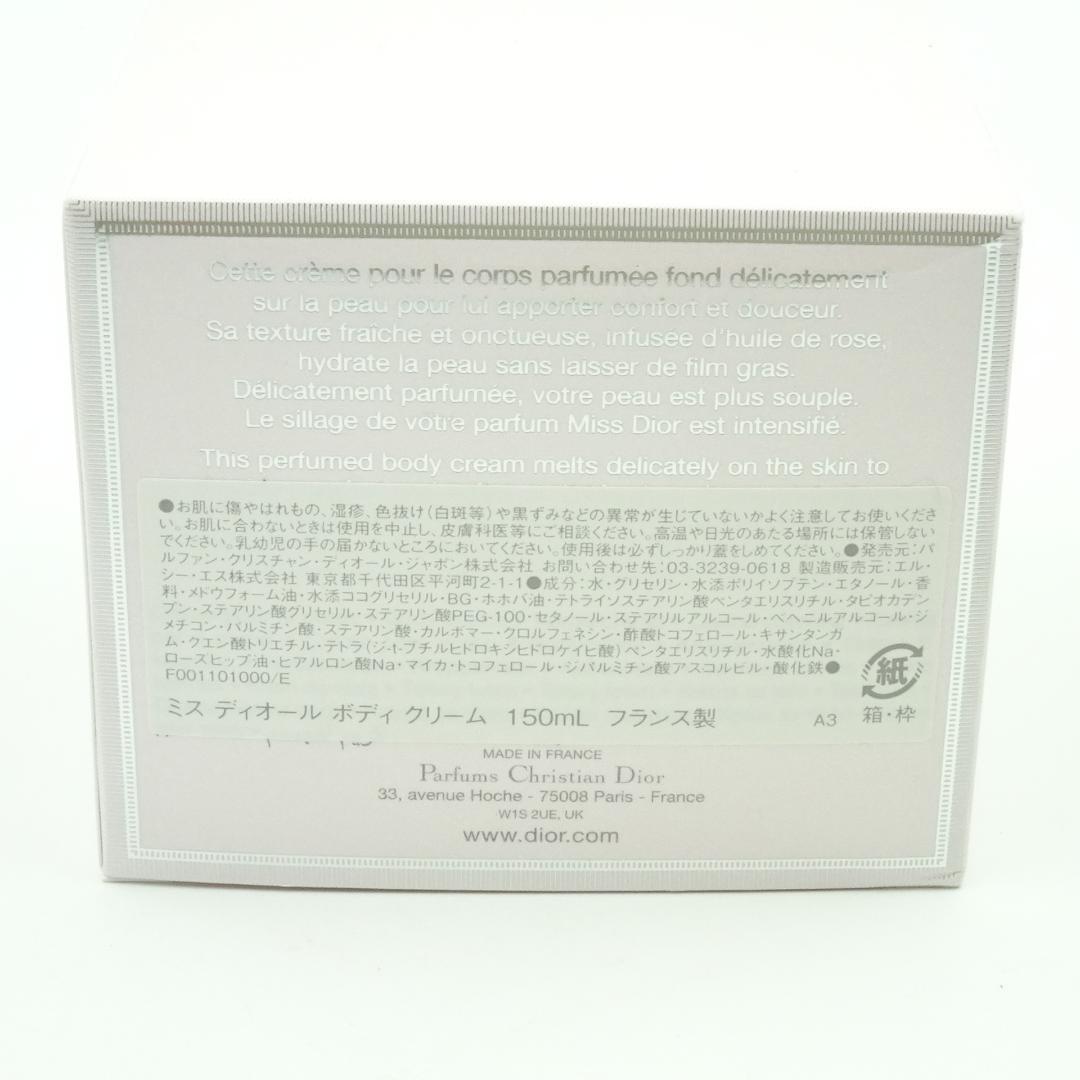 Cette crème pour le corps parfumée fond délicatement
sur la peau pour lui apporter confort et douceur.
Sa texture fraîche et onctueuse, infusée d'huile de rose,
hydrate la peau sans laisser de film gras.
Délicatement parfumée, votre peau est plus souple.
Le sillage de votre parfum Miss Dior est intensifié.
This perfumed body cream melts delicately on the skin to
●お肌に傷やはれもの、湿疹、色抜け(白斑等)や黒ずみなどの異常が生じていないかよく注意してお使いくださ
い。お肌に合わないときは使用を中止し、皮膚科医等にご相談ください。高温や日光のあたる場所には保管しない
でください。乳幼児の手の届かないところにおいてください。使用後は必ずしっかり蓋をしめてください。●発売元:パ
ルファン・クリスチャン・ディオール・ジャポン株式会社 お問い合わせ先:03-3239-0618 製造販売元:エル・
シー・エス株式会社 東京都千代田区平河町2-1-1●成分:水・グリセリン・水添ポリイソブテン・エタノール・香
料・メドウフォーム油・水添ココグリセリル・BG・ホホバ油・テトライソステアリン酸ペンタエリスリチル・タピオカデン
プン・ステアリン酸グリセリル・ステアリン酸PEG-100・セタノール・ステアリルアルコール・ベヘニルアルコール・ジ
メチコン・パルミチン酸・ステアリン酸・カルボマー・クロルフェネシン・酢酸トコフェロール・キサンタンガ
ム・クエン酸トリエチル・テトラ(ジ-t-ブチルヒドロキシヒドロケイヒ酸)ペンタエリスリチル・水酸化Na・
ローズヒップ油・ヒアルロン酸Na・マイカ・トコフェロール・ジパルミチン酸アスコルビル・酸化鉄●
F001101000/E
紙
ミス ディオール ボディ クリーム 150mL フランス製 A3 箱・枠
MADE IN FRANCE
Parfums Christian Dior
33, avenue Hoche - 75008 Paris - France
W1S 2UE, UK
www.dior.com